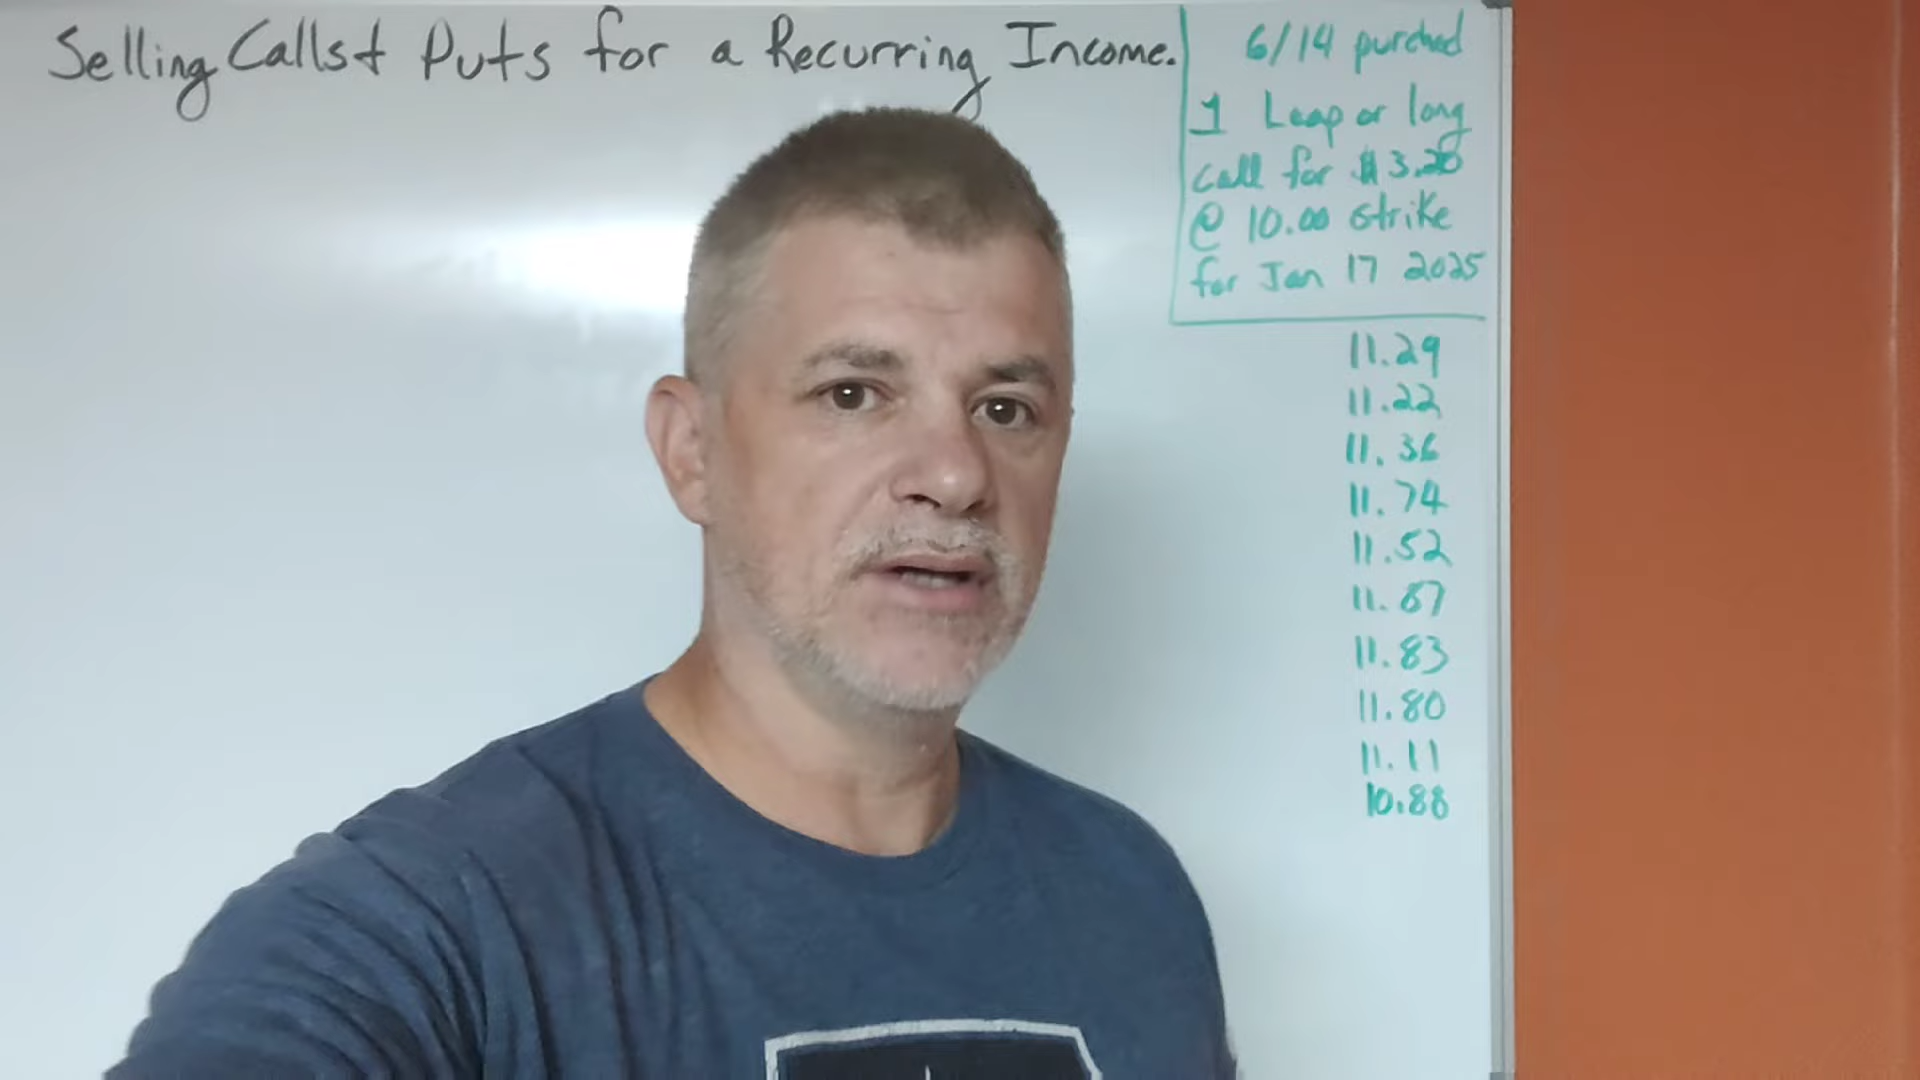 Selling Calls & Puts for a Recurring Income.
6/14 purched
1 Leap or long
call for $3.20
@ 10.00 strike
for Jan 17 2025
11.29
11.22
11.36
11.74
11.52
11.87
11.83
11.80
11.11
10.88